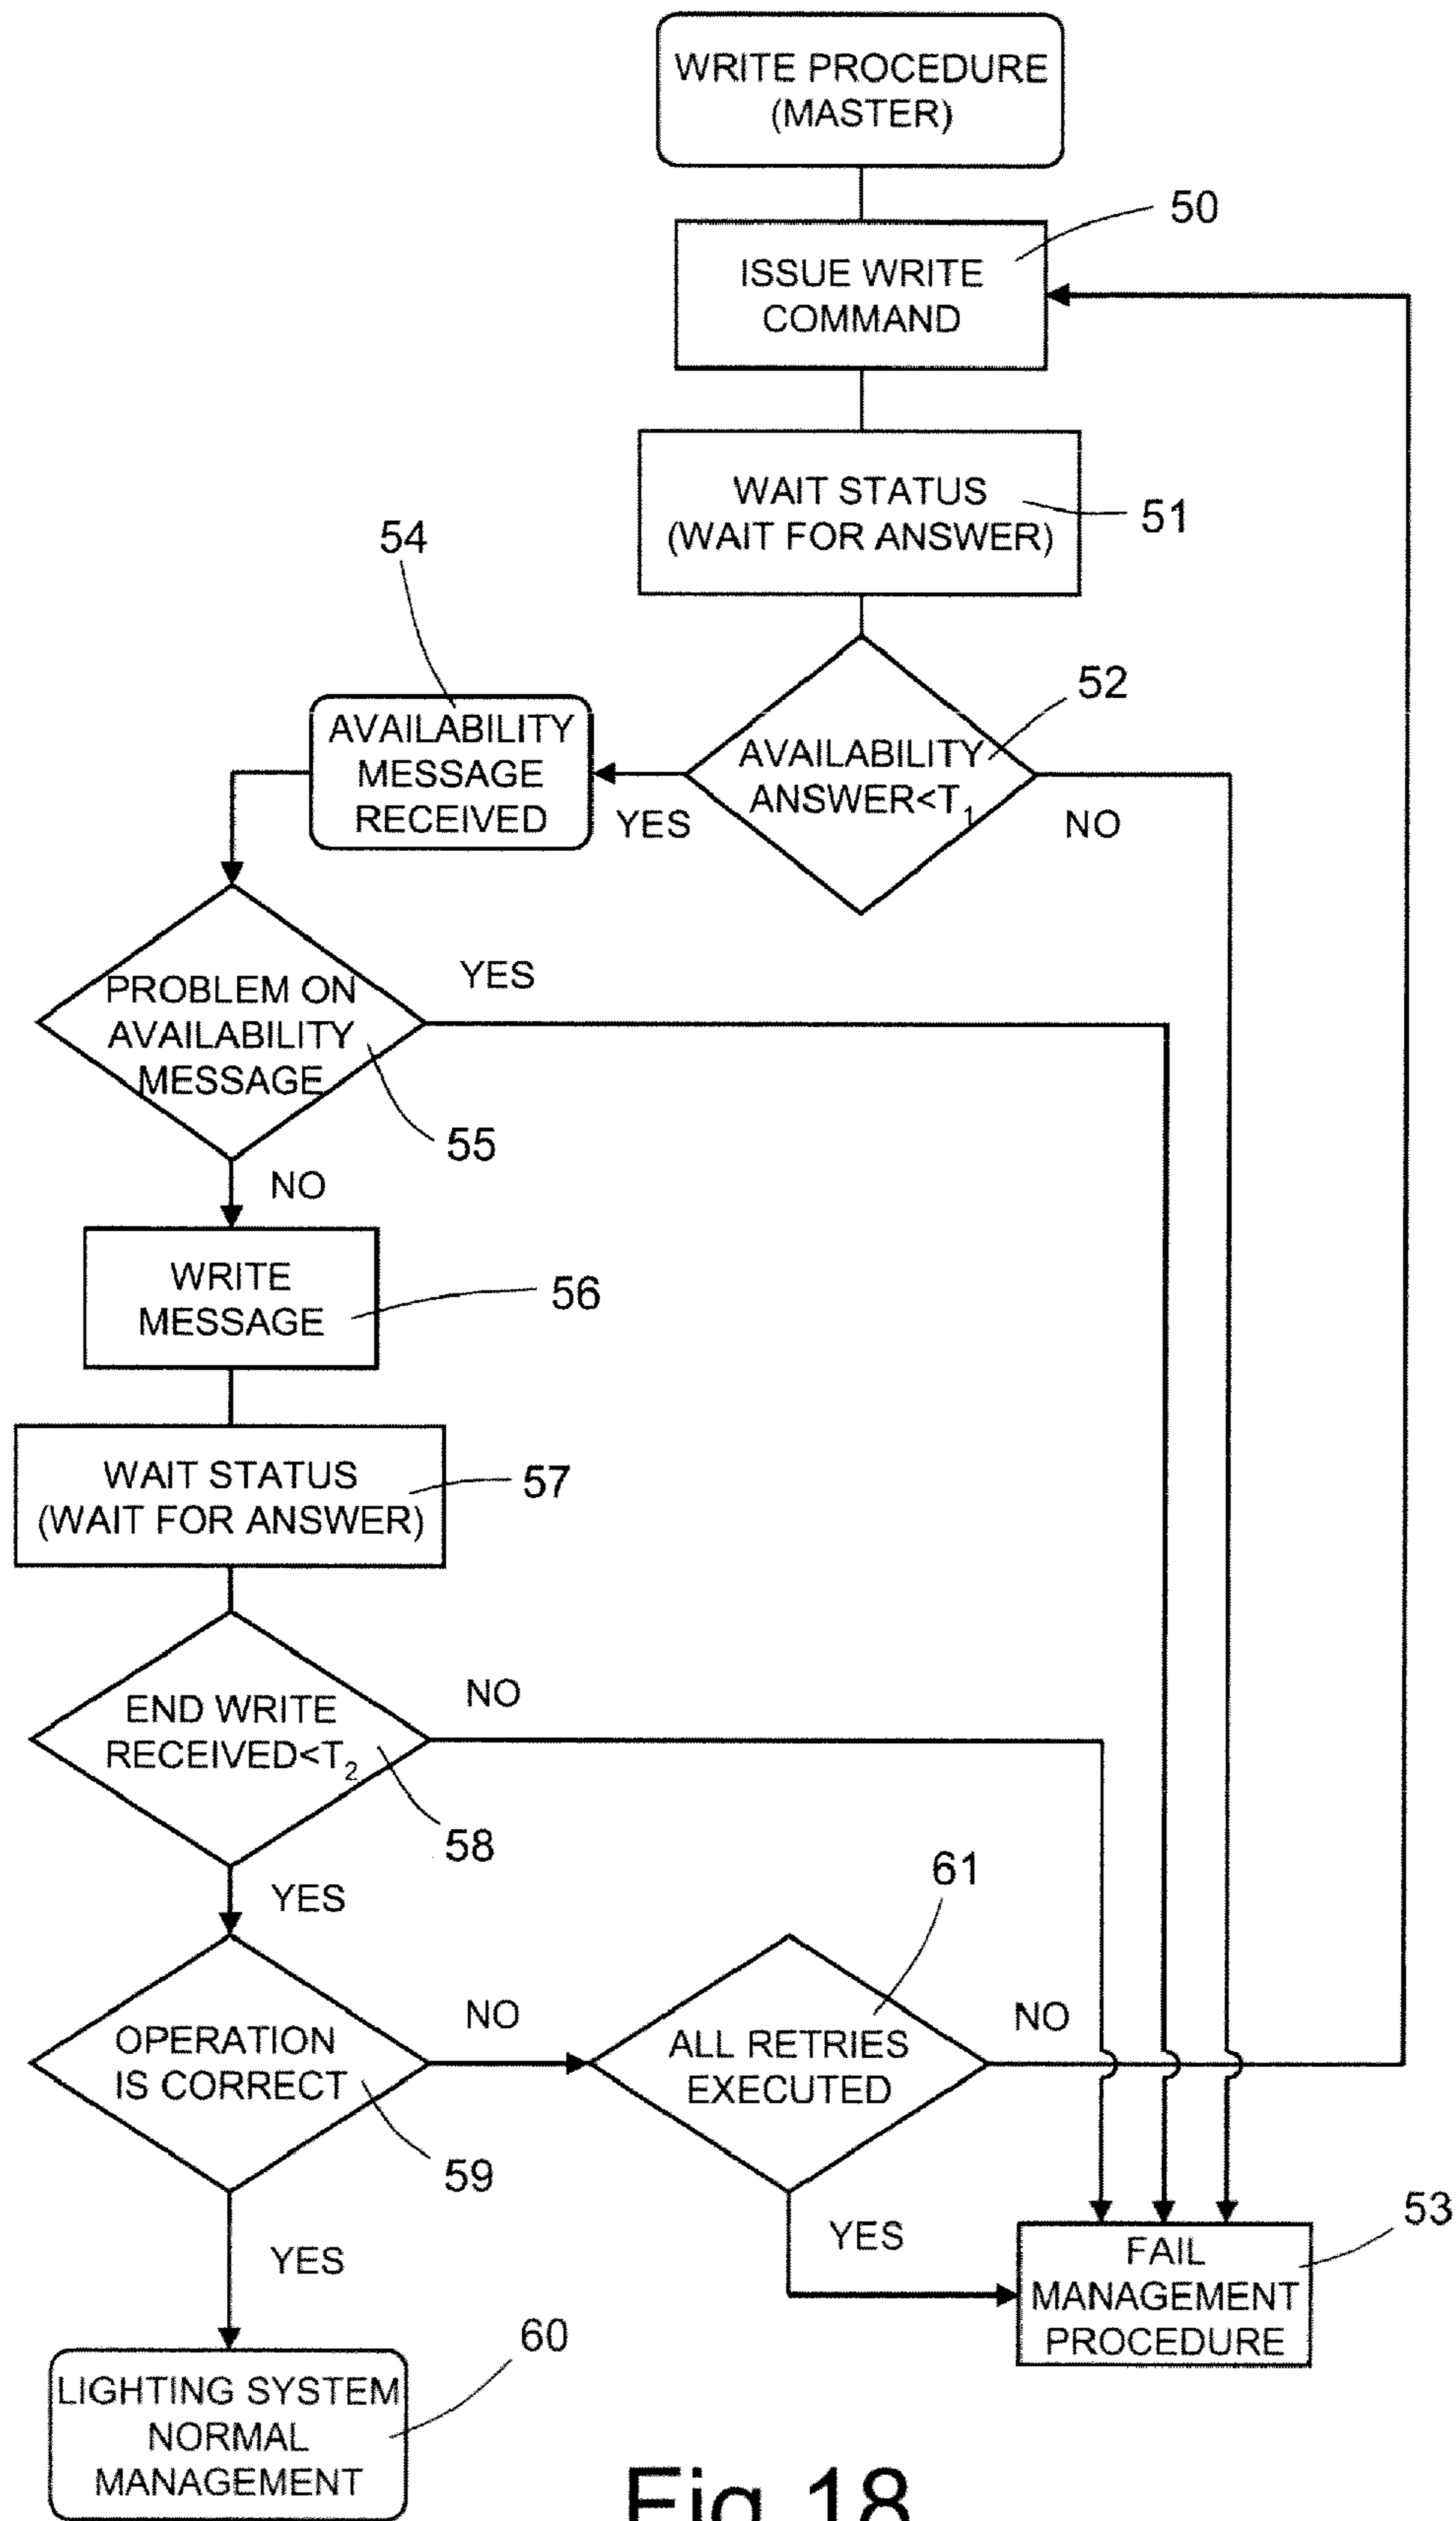 WRITE PROCEDURE
(MASTER)
50
ISSUE WRITE
COMMAND
WAIT STATUS
(WAIT FOR ANSWER)
51
54
52
AVAILABILITY
MESSAGE
RECEIVED
AVAILABILITY
ANSWER<T1
YES
NO
PROBLEM ON
AVAILABILITY
MESSAGE
YES
55
NO
WRITE
MESSAGE
56
WAIT STATUS
(WAIT FOR ANSWER)
57
END WRITE
RECEIVED<T2
NO
58
YES
61
OPERATION
IS CORRECT
NO
ALL RETRIES
EXECUTED
NO
59
YES
YES
53
FAIL
MANAGEMENT
PROCEDURE
60
LIGHTING SYSTEM
NORMAL
MANAGEMENT
Fig 18